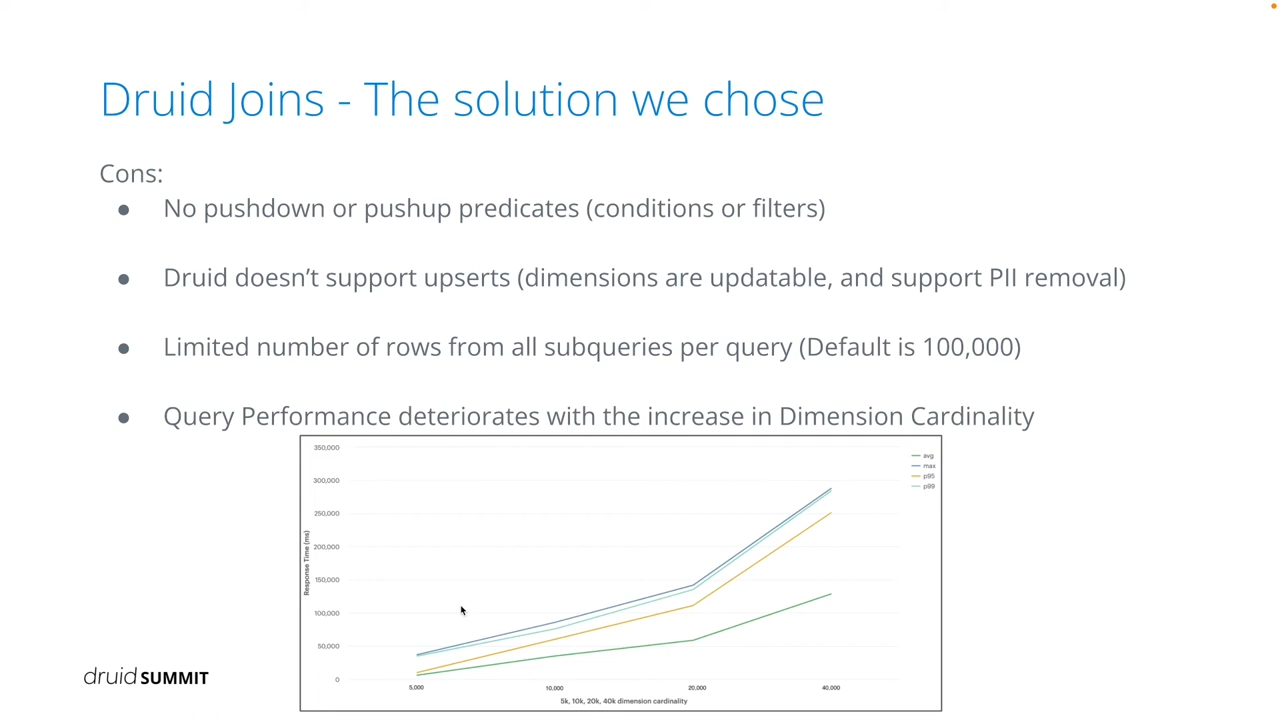 Druid Joins - The solution we chose
Cons:
● No pushdown or pushup predicates (conditions or filters)
● Druid doesn’t support upserts (dimensions are updatable, and support PII removal)
● Limited number of rows from all subqueries per query (Default is 100,000)
● Query Performance deteriorates with the increase in Dimension Cardinality
350,000
300,000
250,000
200,000
150,000
100,000
50,000
0
Response Time (ms)
avg
max
p95
p99
5,000
10,000
20,000
40,000
5k, 10k, 20k, 40k dimension cardinality
druid SUMMIT